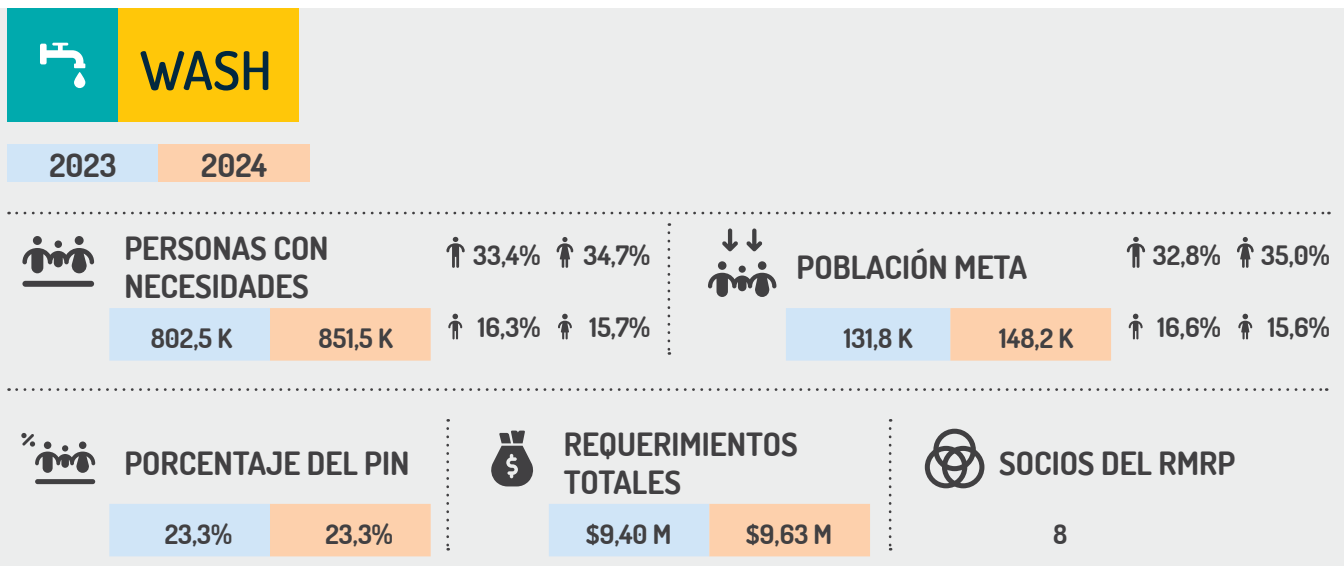 WASH
2023 2024
PERSONAS CON
NECESIDADES
802,5 K 851,5 K
33,4% 34,7%
16,3% 15,7%
POBLACIÓN META
131,8 K 148,2 K
32,8% 35,0%
16,6% 15,6%
%
PORCENTAJE DEL PIN
23,3% 23,3%
$
REQUERIMIENTOS
TOTALES
$9,40 M $9,63 M
SOCIOS DEL RMRP
8